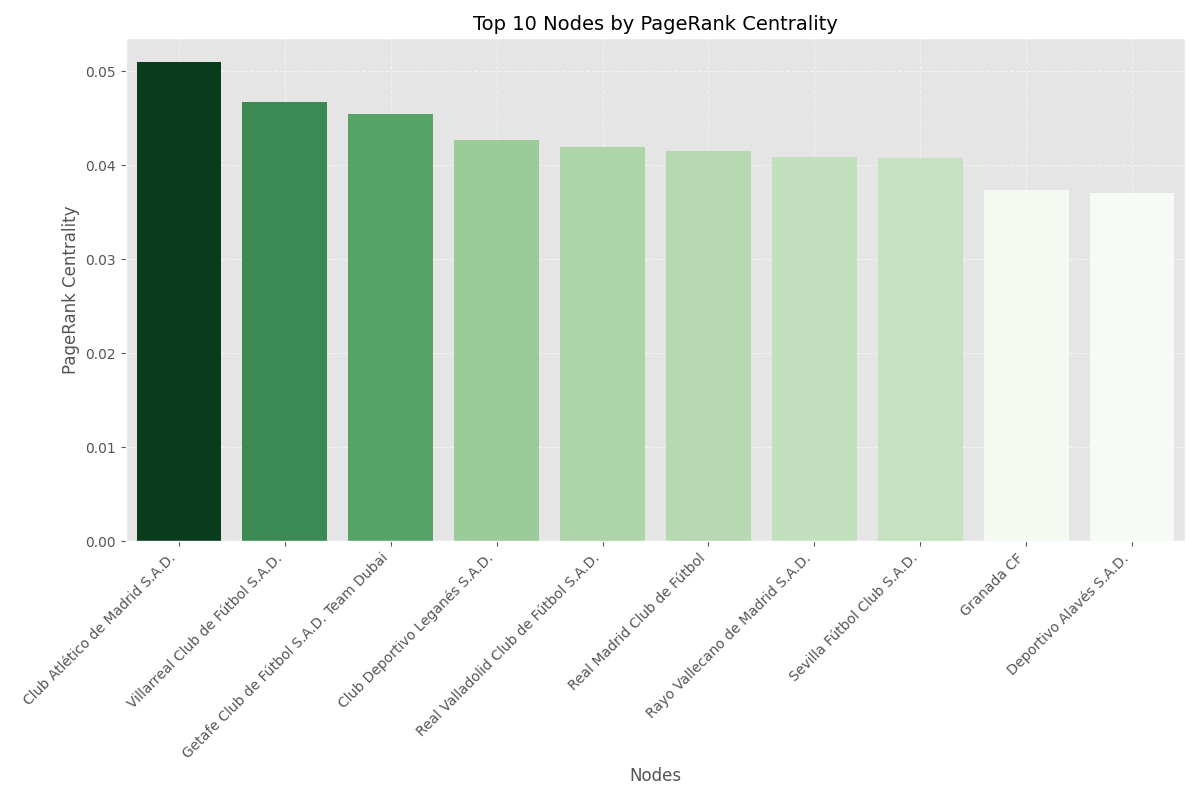 Top 10 Nodes by PageRank Centrality
PageRank Centrality
0.05
0.04
0.03
0.02
0.01
0.00
Club Atlético de Madrid S.A.D.
Villarreal Club de Fútbol S.A.D.
Getafe Club de Fútbol S.A.D. Team Dubai
Club Deportivo Leganés S.A.D.
Real Valladolid Club de Fútbol S.A.D.
Real Madrid Club de Fútbol
Rayo Vallecano de Madrid S.A.D.
Sevilla Fútbol Club S.A.D.
Granada CF
Deportivo Alavés S.A.D.
Nodes